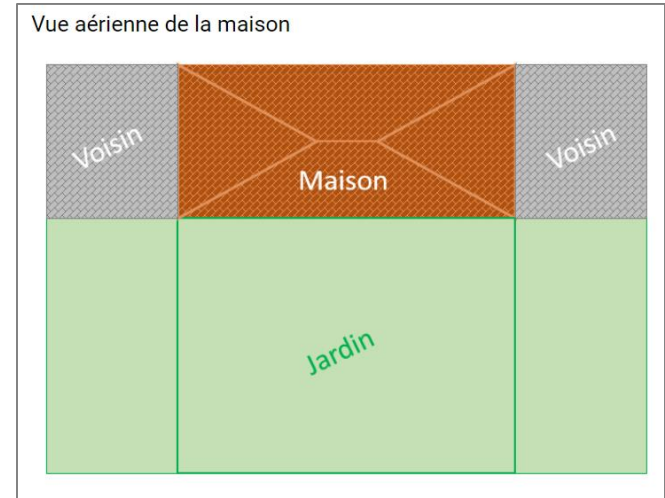 Vue aérienne de la maison
Voisin
Voisin
Maison
Jardin